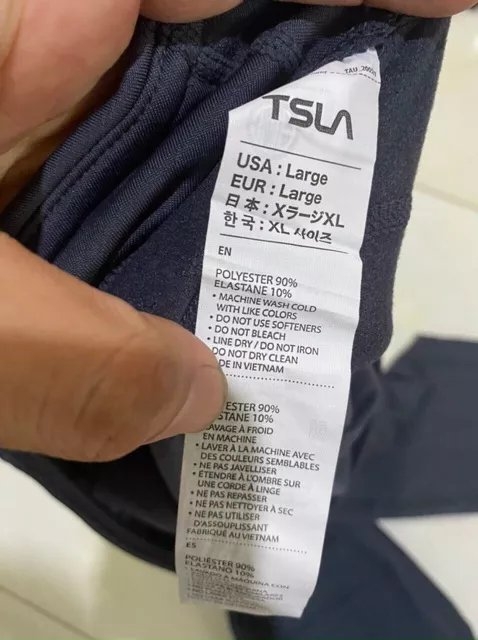 TSLA
USA : Large
EUR : Large
日本 : XラージXL
한국 : XL 사이즈
EN
POLYESTER 90%
ELASTANE 10%
• MACHINE WASH COLD
WITH LIKE COLORS
• DO NOT USE SOFTENERS
• DO NOT BLEACH
• LINE DRY / DO NOT IRON
DO NOT DRY CLEAN
DE IN VIETNAM
YESTER 90%
ASTANE 10%
LAVAGE À FROID
EN MACHINE
• LAVER À LA MACHINE AVEC
DES COULEURS SEMBLABLES
• NE PAS JAVELLISER
• ÉTENDRE À L'OMBRE SUR
UNE CORDE À LINGE
• NE PAS REPASSER
• NE PAS NETTOYER À SEC
• NE PAS UTILISER
D'ASSOUPLISSANT
FABRIQUÉ AU VIETNAM
ES
POLIÉSTER 90%
ELASTANO 10%
• LAVADO A MÁQUINA CON